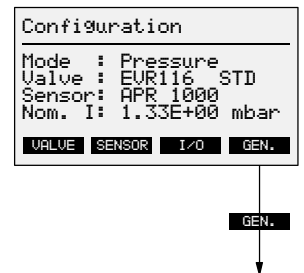 Configuration
Mode : Pressure
Valve : EVR116 STD
Sensor: APR 1000
Nom. I: 1.33E+00 mbar
VALVE SENSOR I/O GEN.
GEN.